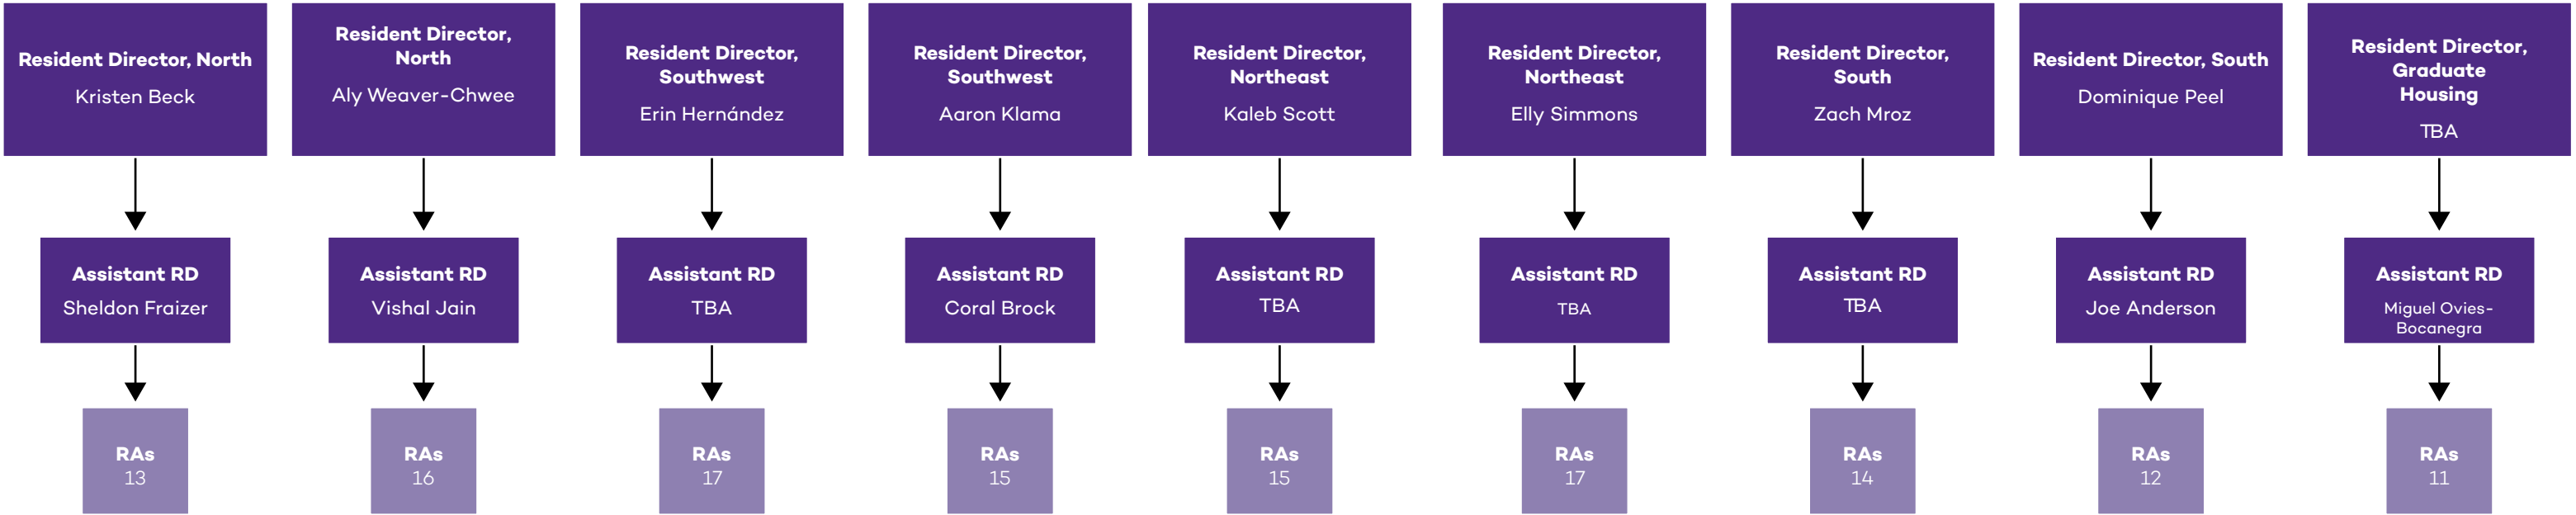 Resident Director, North
Kristen Beck
Resident Director,
North
Aly Weaver-Chwee
Resident Director,
Southwest
Erin Hernández
Resident Director,
Southwest
Aaron Klama
Resident Director,
Northeast
Kaleb Scott
Resident Director,
Northeast
Elly Simmons
Resident Director,
South
Zach Mroz
Resident Director, South
Dominique Peel
Resident Director,
Graduate
Housing
TBA
Assistant RD
Sheldon Fraizer
Assistant RD
Vishal Jain
Assistant RD
TBA
Assistant RD
Coral Brock
Assistant RD
TBA
Assistant RD
TBA
Assistant RD
TBA
Assistant RD
Joe Anderson
Assistant RD
Miguel Ovies-
Bocanegra
RAs
13
RAs
16
RAs
17
RAs
15
RAs
15
RAs
17
RAs
14
RAs
12
RAs
11